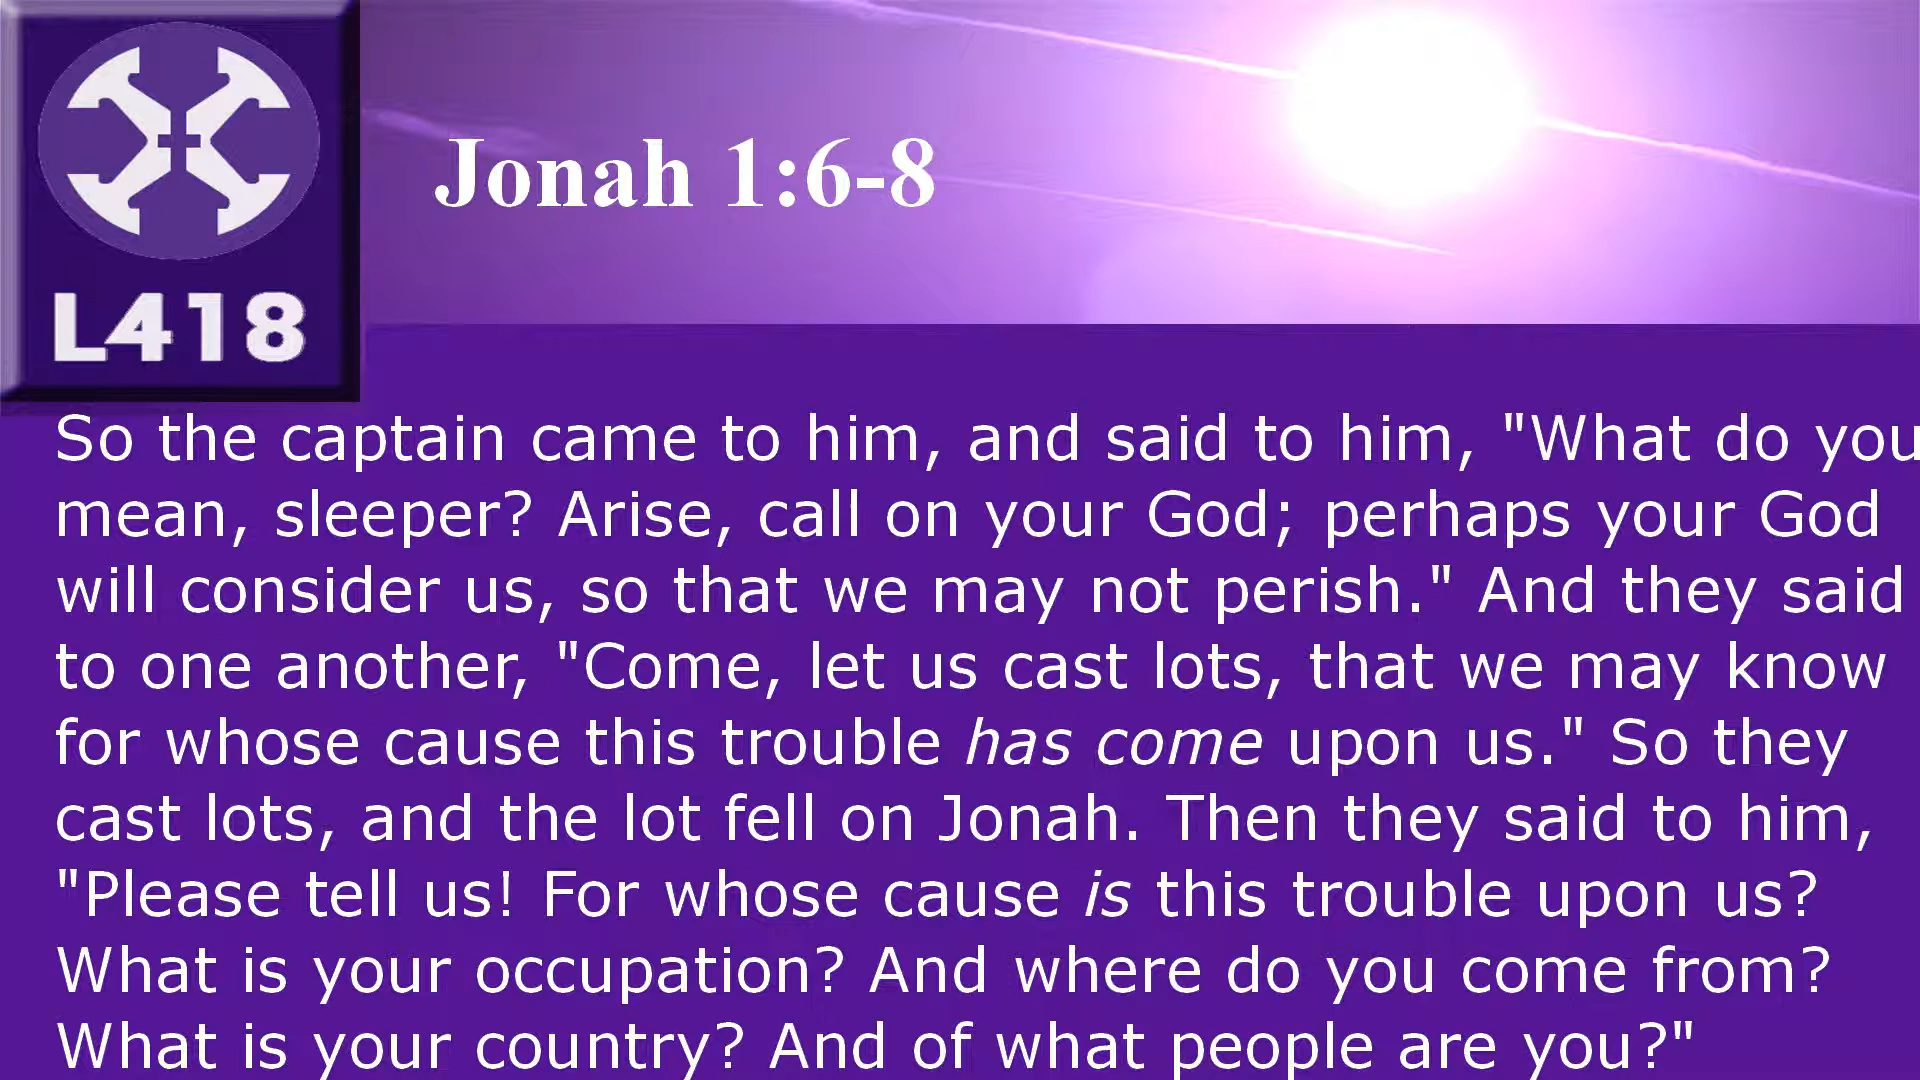 L418
Jonah 1:6-8
So the captain came to him, and said to him, "What do you
mean, sleeper? Arise, call on your God; perhaps your God
will consider us, so that we may not perish." And they said
to one another, "Come, let us cast lots, that we may know
for whose cause this trouble has come upon us." So they
cast lots, and the lot fell on Jonah. Then they said to him,
"Please tell us! For whose cause is this trouble upon us?
What is your occupation? And where do you come from?
What is your country? And of what people are you?"